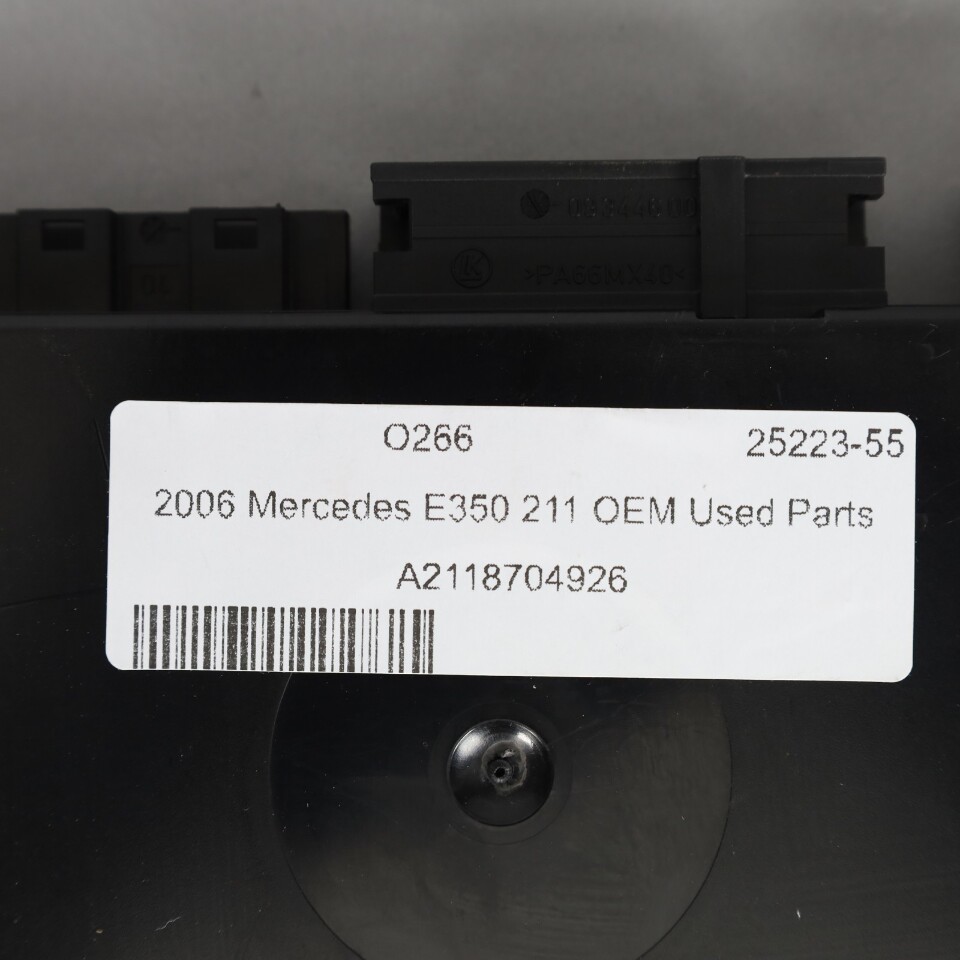 O266 25223-55
2006 Mercedes E350 211 OEM Used Parts
A2118704926